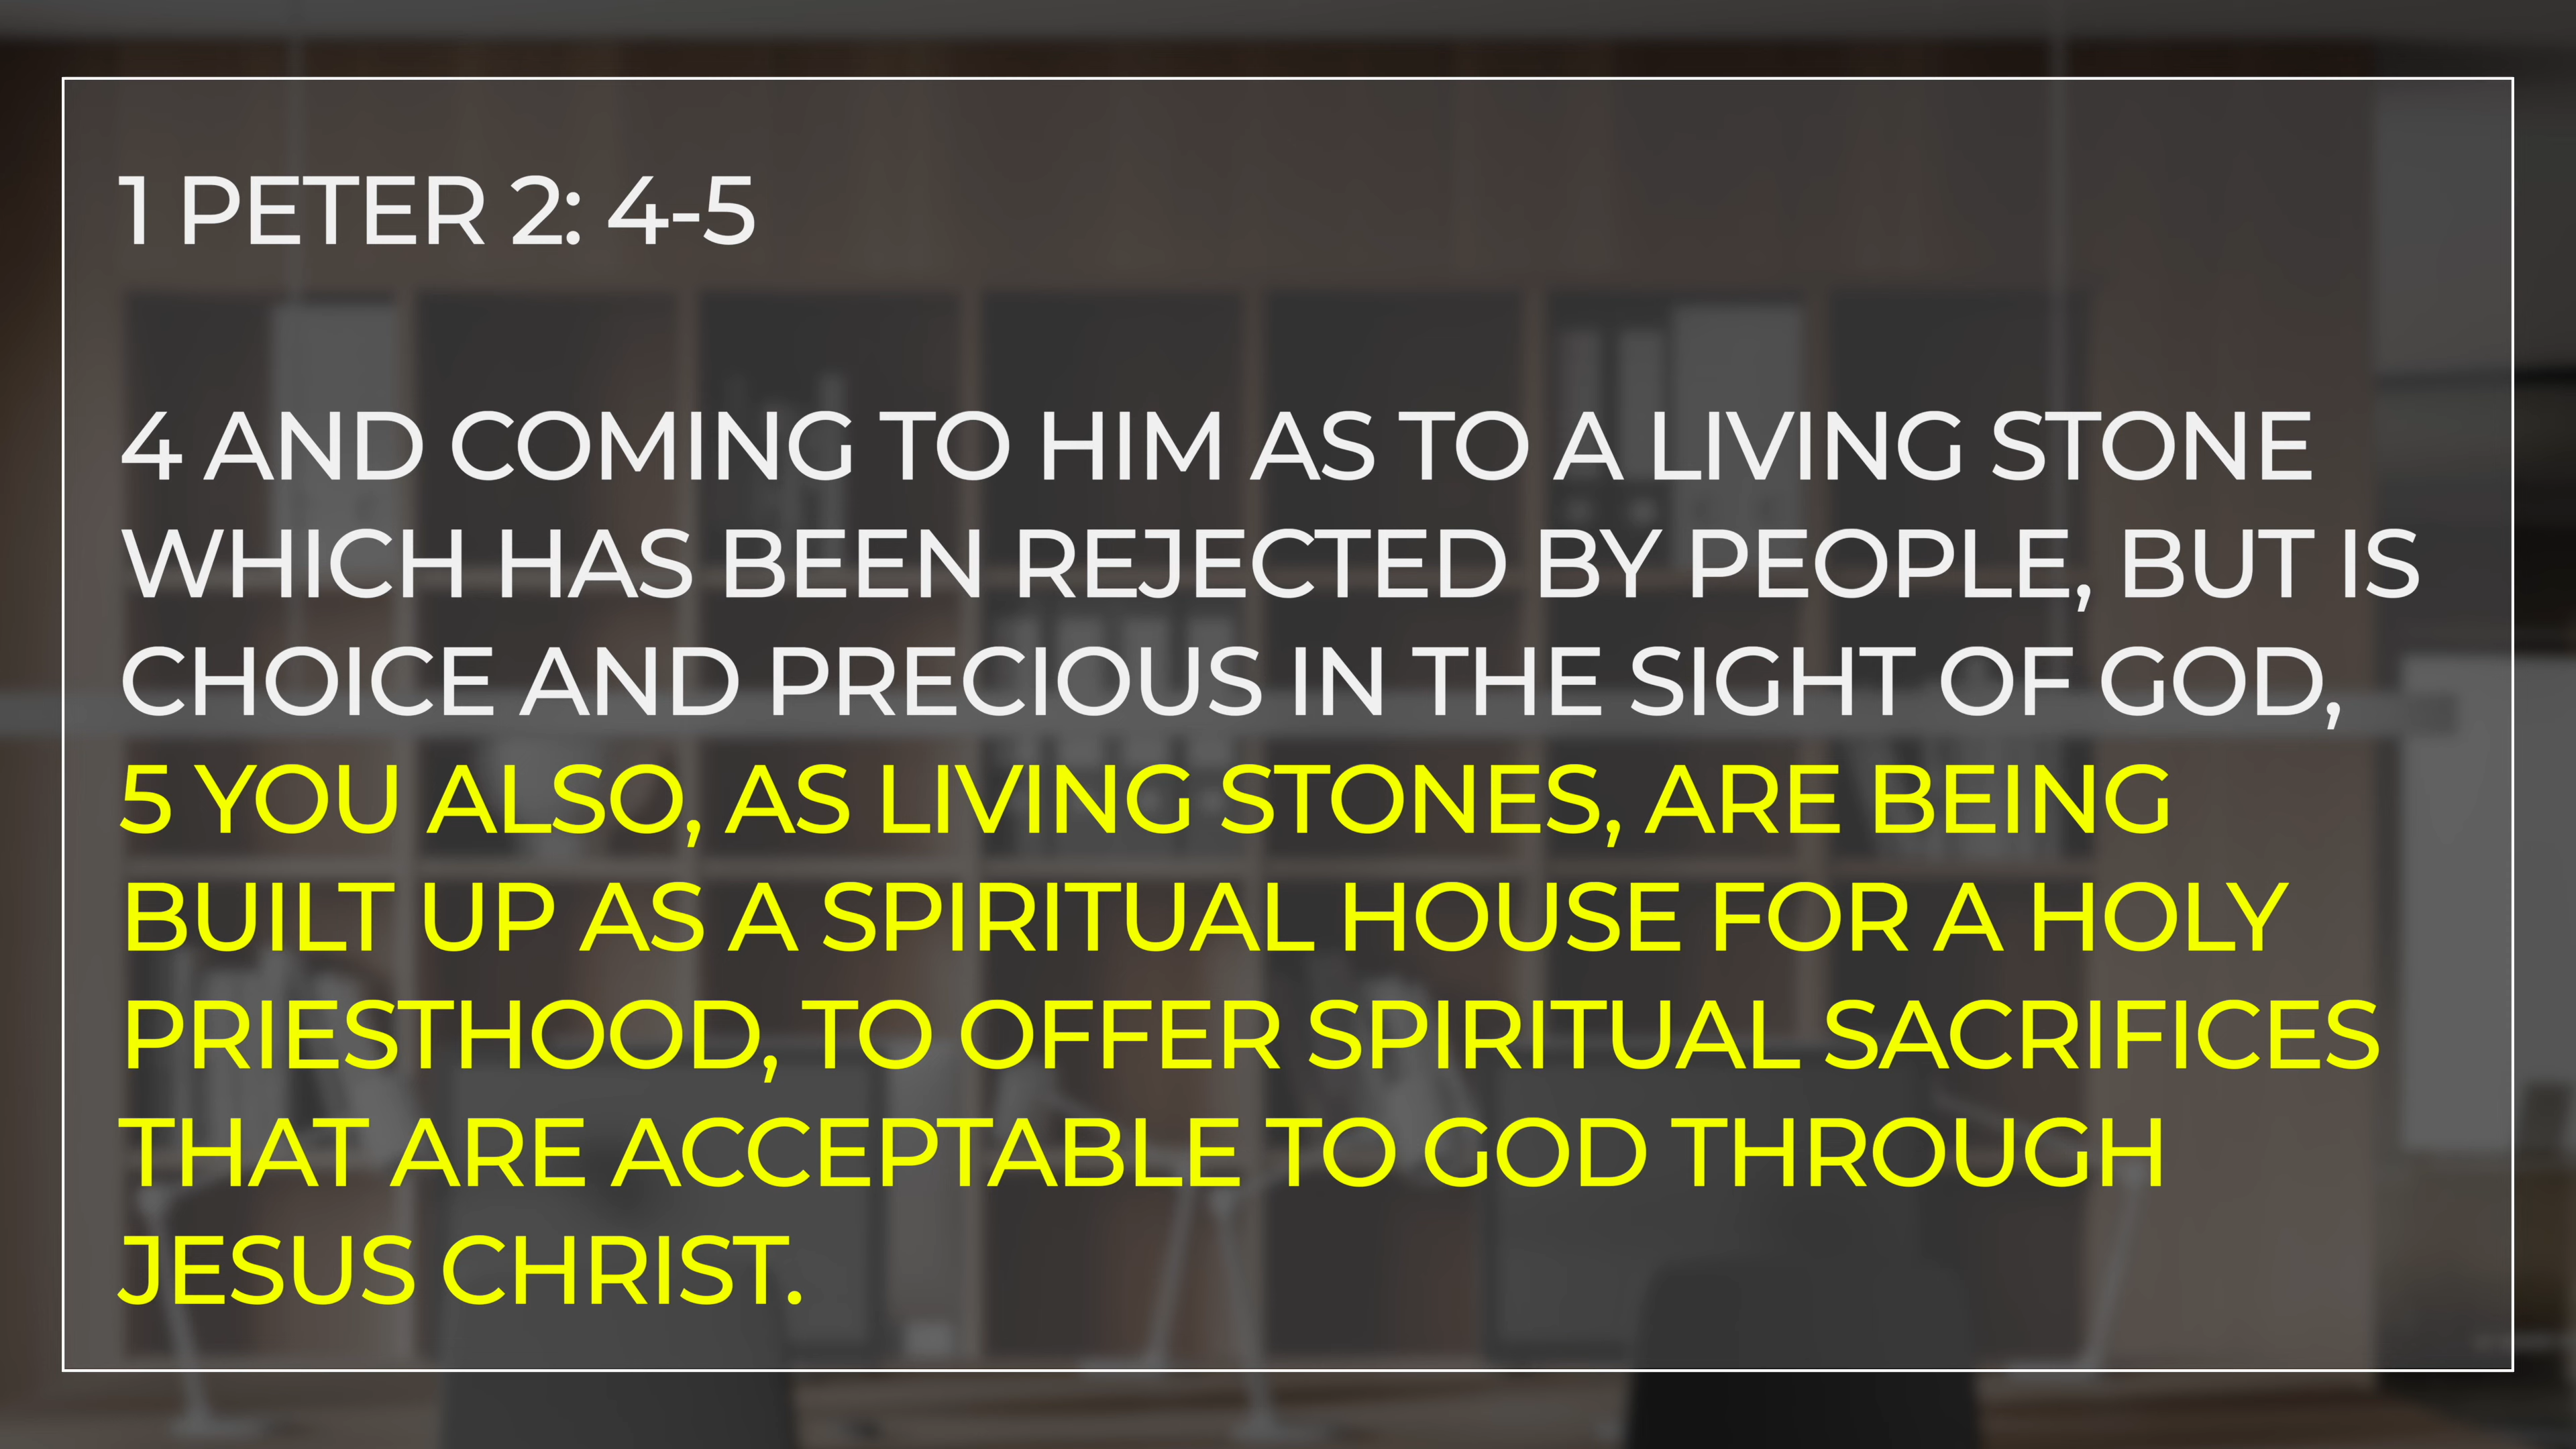 1 PETER 2: 4-5
4 AND COMING TO HIM AS TO A LIVING STONE
WHICH HAS BEEN REJECTED BY PEOPLE, BUT IS
CHOICE AND PRECIOUS IN THE SIGHT OF GOD,
5 YOU ALSO, AS LIVING STONES, ARE BEING
BUILT UP AS A SPIRITUAL HOUSE FOR A HOLY
PRIESTHOOD, TO OFFER SPIRITUAL SACRIFICES
THAT ARE ACCEPTABLE TO GOD THROUGH
JESUS CHRIST.